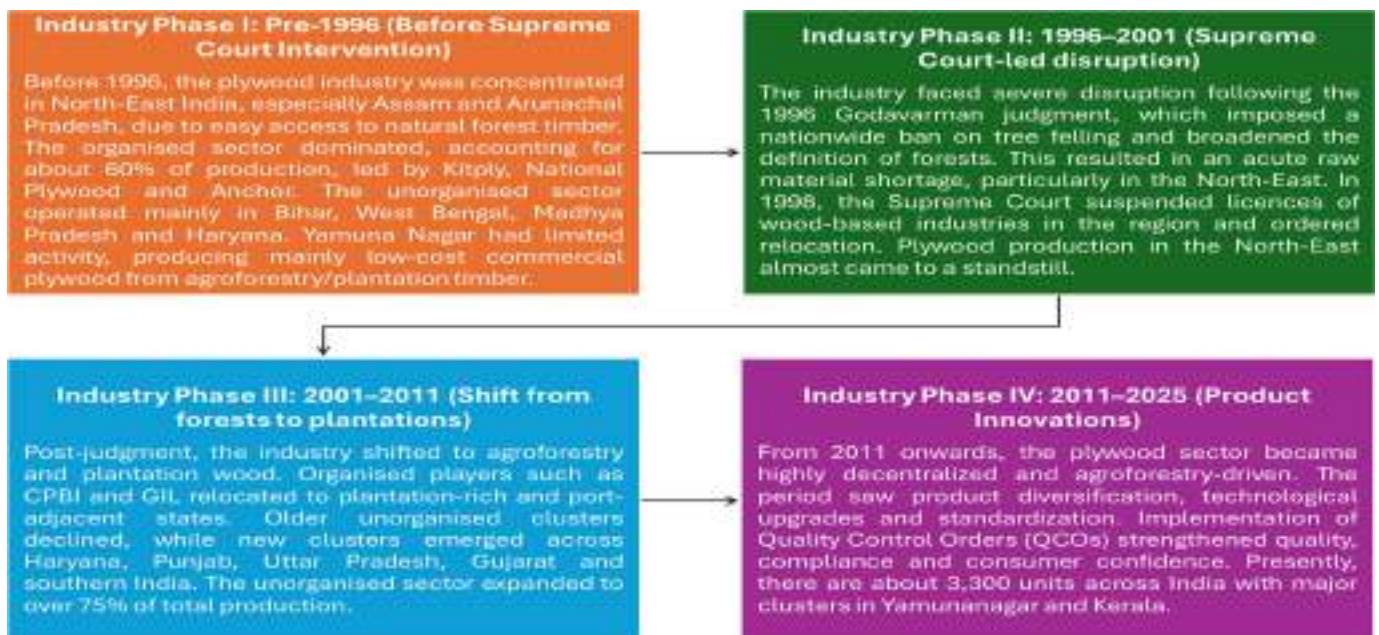 Industry Phase I: Pre-1996 (Before Supreme
Court Intervention)
Before 1996, the plywood industry was concentrated
in North-East India, especially Assam and Arunachal
Pradesh, due to easy access to natural forest timber.
The organised sector dominated, accounting for
about 60% of production, led by Kitply, National
Plywood and Anchor. The unorganised sector
operated mainly in Bihar, West Bengal, Madhya
Pradesh and Haryana. Yamuna Nagar had limited
activity, producing mainly low-cost commercial
plywood from agroforestry/plantation timber.
Industry Phase II: 1996–2001 (Supreme
Court-led disruption)
The industry faced severe disruption following the
1996 Godavarman judgment, which imposed a
nationwide ban on tree felling and broadened the
definition of forests. This resulted in an acute raw
material shortage, particularly in the North-East. In
1998, the Supreme Court suspended licences of
wood-based industries in the region and ordered
relocation. Plywood production in the North-East
almost came to a standstill.
Industry Phase III: 2001–2011 (Shift from
forests to plantations)
Post-judgment, the industry shifted to agroforestry
and plantation wood. Organised players such as
CPBI and GIL relocated to plantation-rich and port-
adjacent states. Older unorganised clusters
declined, while new clusters emerged across
Haryana, Punjab, Uttar Pradesh, Gujarat and
southern India. The unorganised sector expanded to
over 75% of total production.
Industry Phase IV: 2011–2025 (Product
Innovations)
From 2011 onwards, the plywood sector became
highly decentralized and agroforestry-driven. The
period saw product diversification, technological
upgrades and standardization. Implementation of
Quality Control Orders (QCOs) strengthened quality,
compliance and consumer confidence. Presently,
there are about 3,300 units across India with major
clusters in Yamunanagar and Kerala.